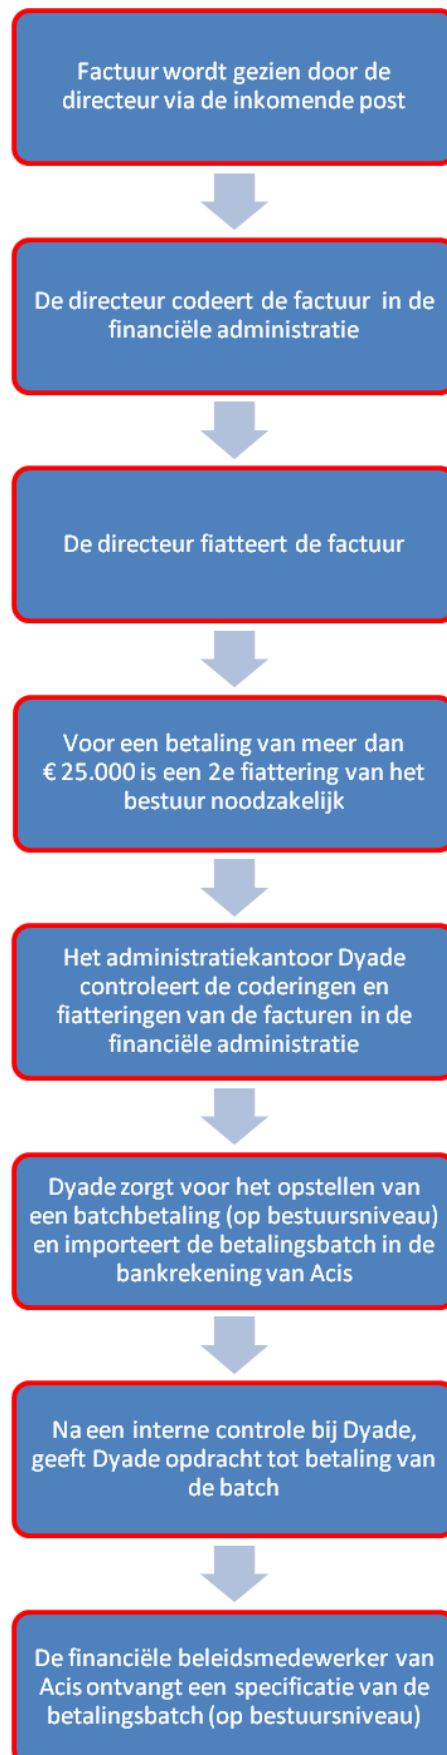 Factuur wordt gezien door de
directeur via de inkomende post
De directeur codeert de factuur in de
financiële administratie
De directeur fiatteert de factuur
Voor een betaling van meer dan
€ 25.000 is een 2e fiattering van het
bestuur noodzakelijk
Het administratiekantoor Dyade
controleert de coderingen en
fiatteringen van de facturen in de
financiële administratie
Dyade zorgt voor het opstellen van
een batchbetaling (op bestuursniveau)
en importeert de betalingsbatch in de
bankrekening van Acis
Na een interne controle bij Dyade,
geeft Dyade opdracht tot betaling van
de batch
De financiële beleidsmedewerker van
Acis ontvangt een specificatie van de
betalingsbatch (op bestuursniveau)